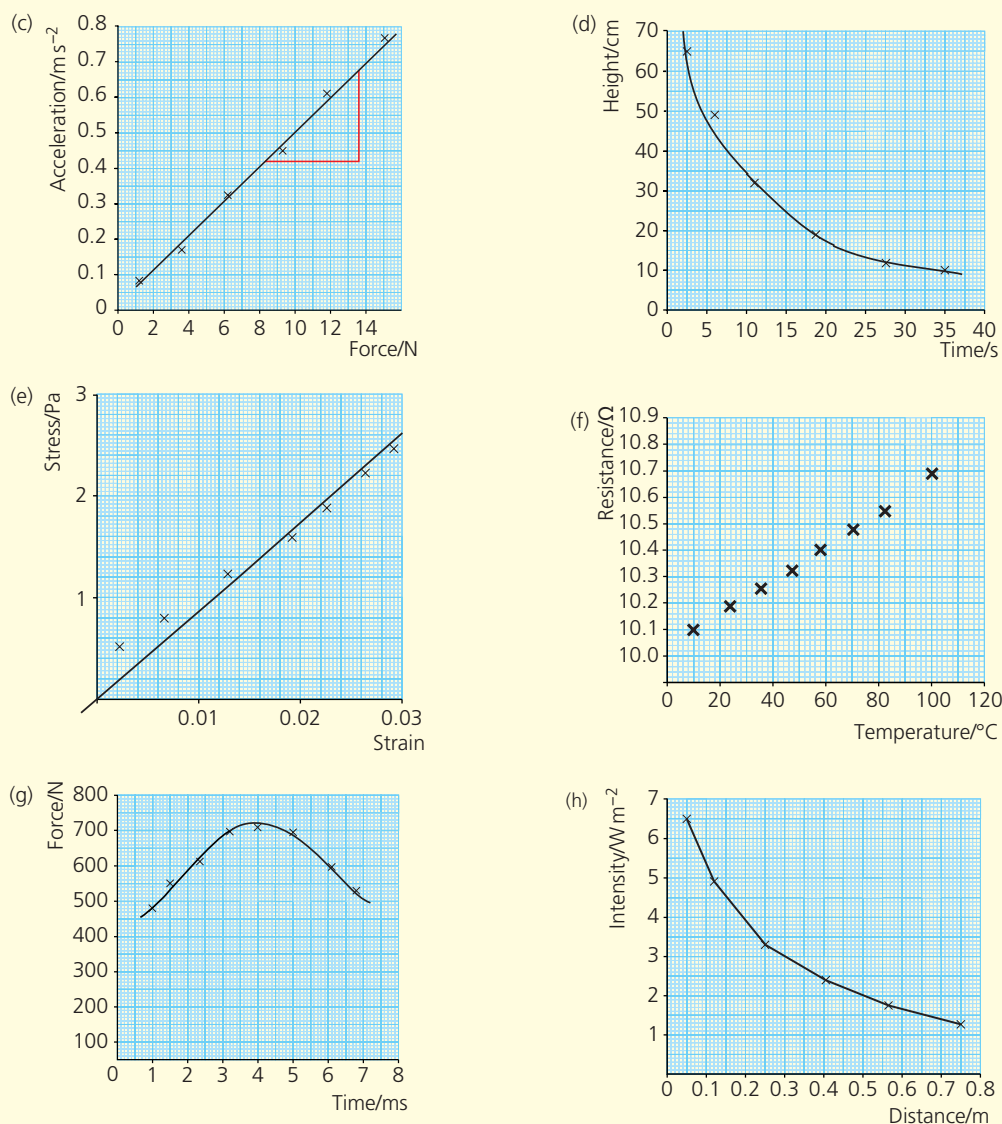 (c)
Acceleration/m s⁻²
0.8
0.7
0.6
0.5
0.4
0.3
0.2
0.1
0
0 2 4 6 8 10 12 14
Force/N
(d)
Height/cm
70
60
50
40
30
20
10
0
0 5 10 15 20 25 30 35 40
Time/s
(e)
Stress/Pa
3
2
1
0.01 0.02 0.03
Strain
(f)
Resistance/Ω
10.9
10.8
10.7
10.6
10.5
10.4
10.3
10.2
10.1
10.0
0 20 40 60 80 100 120
Temperature/°C
(g)
Force/N
800
700
600
500
400
300
200
100
0 1 2 3 4 5 6 7 8
Time/ms
(h)
Intensity/W m⁻²
7
6
5
4
3
2
1
0 0.1 0.2 0.3 0.4 0.5 0.6 0.7 0.8
Distance/m